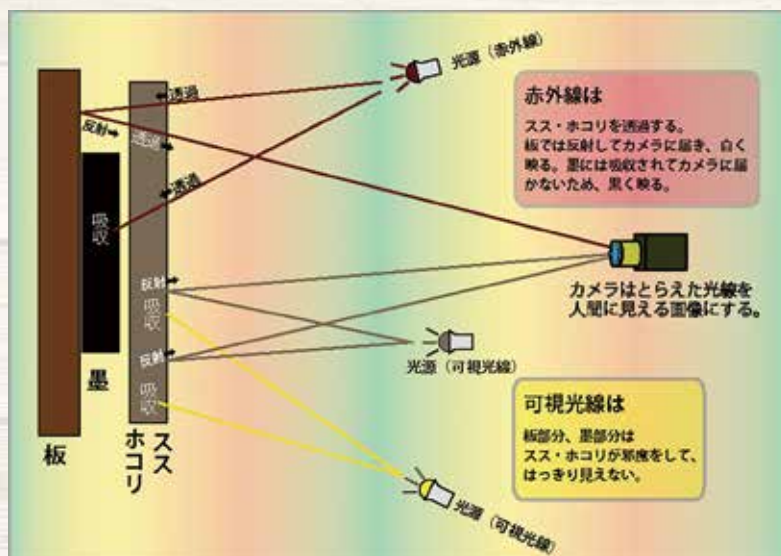 光源（赤外線）
透過
反射
透過
透過
吸収
反射
吸収
反射
吸収
墨
板
スス
ホコリ
赤外線は
スス・ホコリを透過する。
板では反射してカメラに届き、白く
映る。墨には吸収されてカメラに届
かないため、黒く映る。
カメラはとらえた光線を
人間に見える画像にする。
光源（可視光線）
可視光線は
板部分、墨部分は
スス・ホコリが邪魔をして、
はっきり見えない。
光源（可視光線）